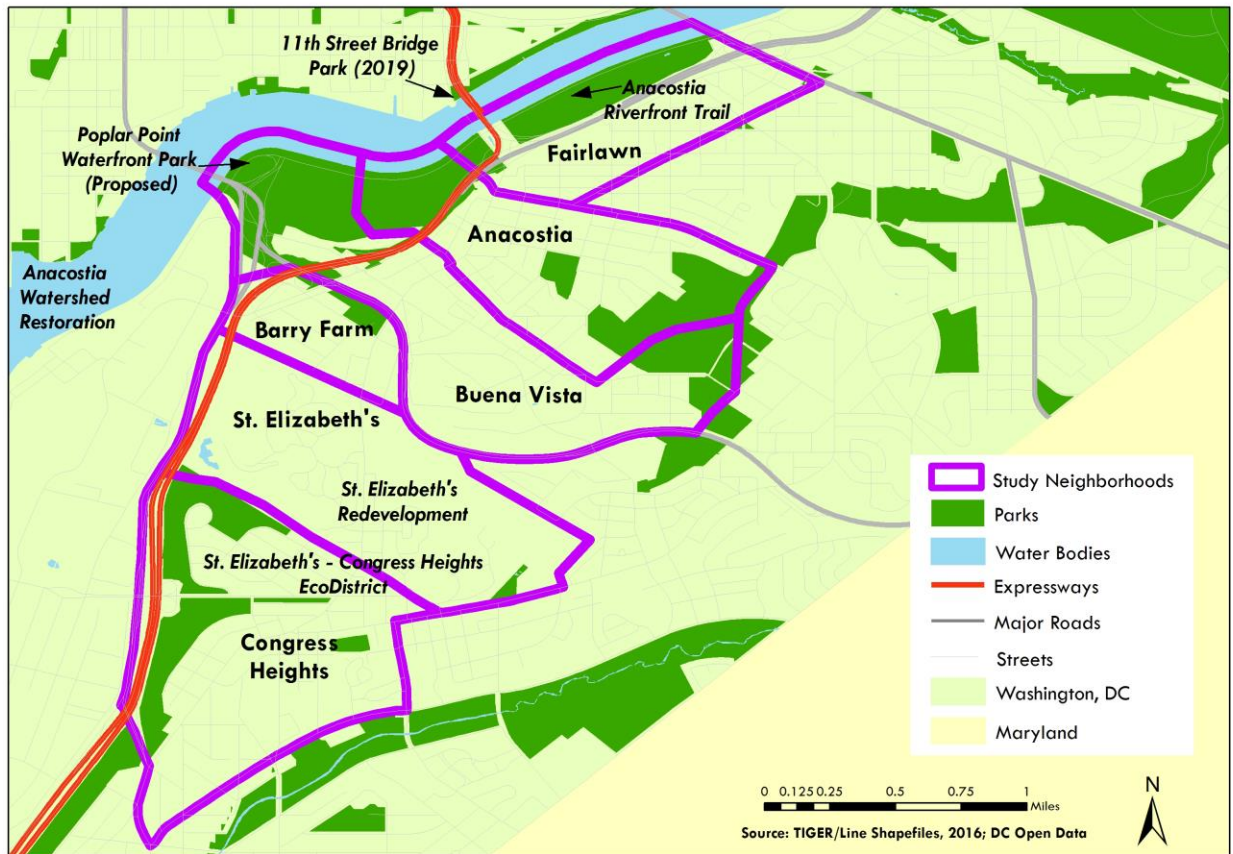 11th Street Bridge
Park (2019)
Anacostia
Riverfront Trail
Poplar Point
Waterfront Park
(Proposed)
Fairlawn
Anacostia
Anacostia
Watershed
Restoration
Barry Farm
Buena Vista
St. Elizabeth's
St. Elizabeth's
Redevelopment
St. Elizabeth's - Congress Heights
EcoDistrict
Congress
Heights
Study Neighborhoods
Parks
Water Bodies
Expressways
Major Roads
Streets
Washington, DC
Maryland
N
0 0.125 0.25 0.5 0.75 1
Miles
Source: TIGER/Line Shapefiles, 2016; DC Open Data